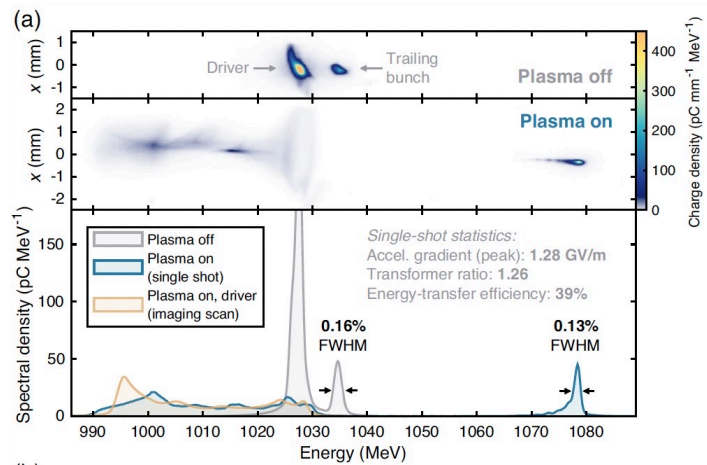 (a)
1
0
-1
x (mm)
Driver
Trailing
bunch
Plasma off
2
1
0
-1
-2
x (mm)
Plasma on
400
300
200
100
0
Charge density (pC mm⁻¹ MeV⁻¹)
Spectral density (pC MeV⁻¹)
150
100
50
0
Plasma off
Plasma on
(single shot)
Plasma on, driver
(imaging scan)
Single-shot statistics:
Accel. gradient (peak): 1.28 GV/m
Transformer ratio: 1.26
Energy-transfer efficiency: 39%
0.16%
FWHM
0.13%
FWHM
990 1000 1010 1020 1030 1040 1050 1060 1070 1080
Energy (MeV)